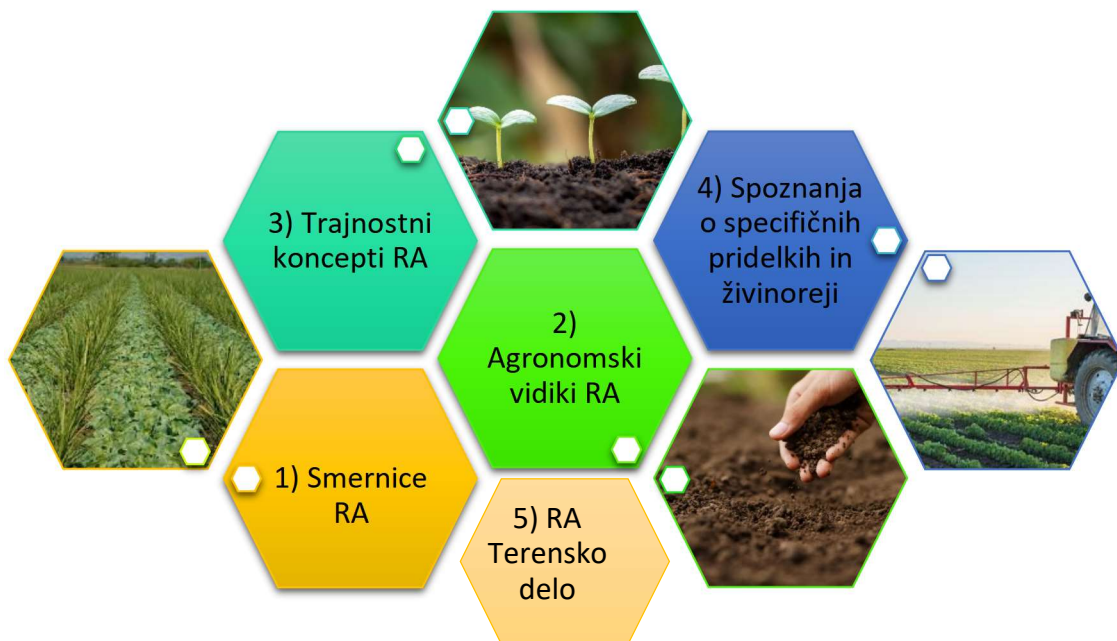 3) Trajnostni
koncepti RA
4) Spoznanja
o specifičnih
pridelkih in
živinoreji
2)
Agronomski
vidiki RA
1) Smernice
RA
5) RA
Terensko
delo